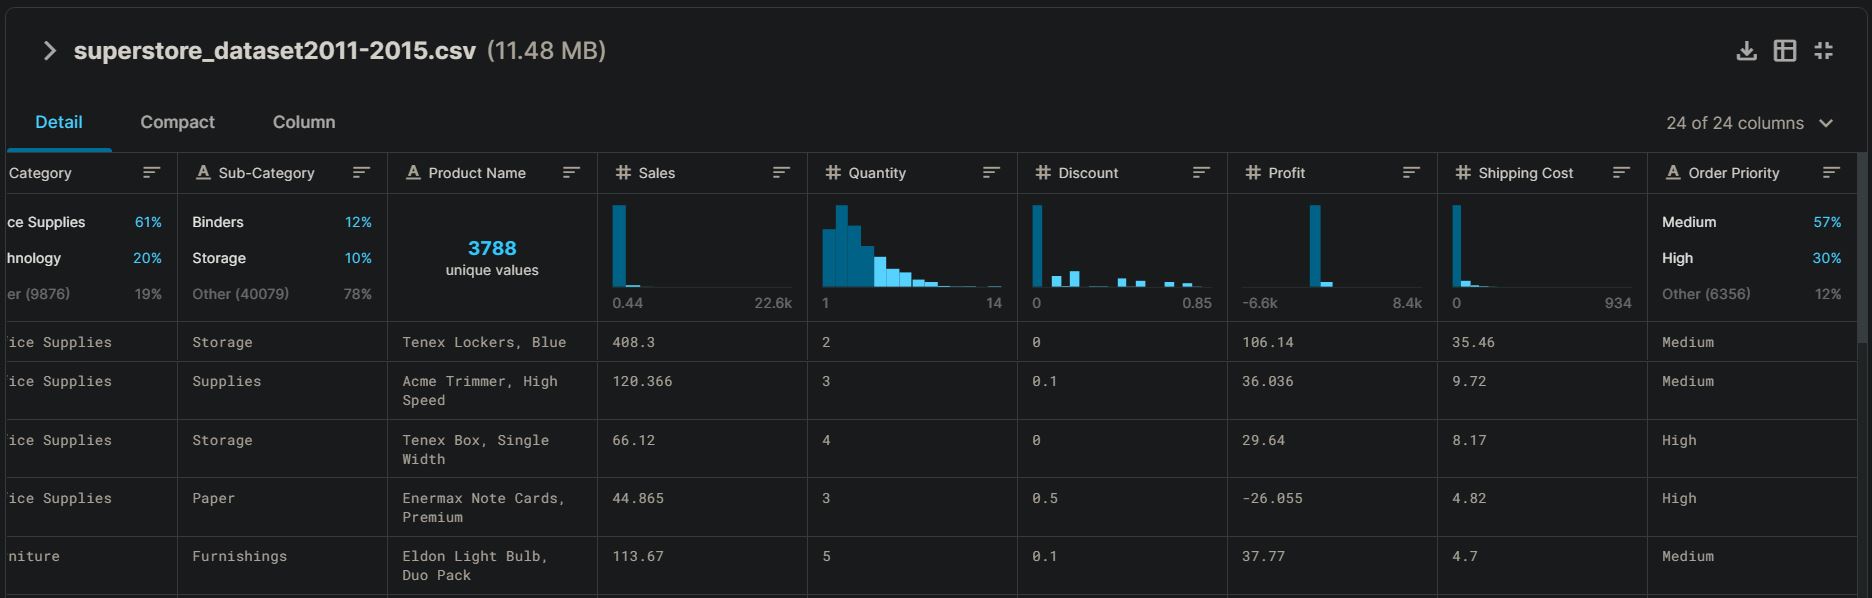 superstore_dataset2011-2015.csv (11.48 MB)
Detail Compact Column 24 of 24 columns
Category Sub-Category Product Name Sales Quantity Discount Profit Shipping Cost Order Priority
ce Supplies 61% Binders 12% Medium 57%
3788
hnology 20% Storage 10% unique values High 30%
er (9876) 19% Other (40079) 78% Other (6356) 12%
0.44 22.6k 1 14 0 0.85 -6.6k 8.4k 0 934
ice Supplies Storage Tenex Lockers, Blue 408.3 2 0 106.14 35.46 Medium
ice Supplies Supplies Acme Trimmer, High 120.366 3 0.1 36.036 9.72 Medium
Speed
ice Supplies Storage Tenex Box, Single 66.12 4 0 29.64 8.17 High
Width
ice Supplies Paper Enermax Note Cards, 44.865 3 0.5 -26.055 4.82 High
Premium
niture Furnishings Eldon Light Bulb, 113.67 5 0.1 37.77 4.7 Medium
Duo Pack